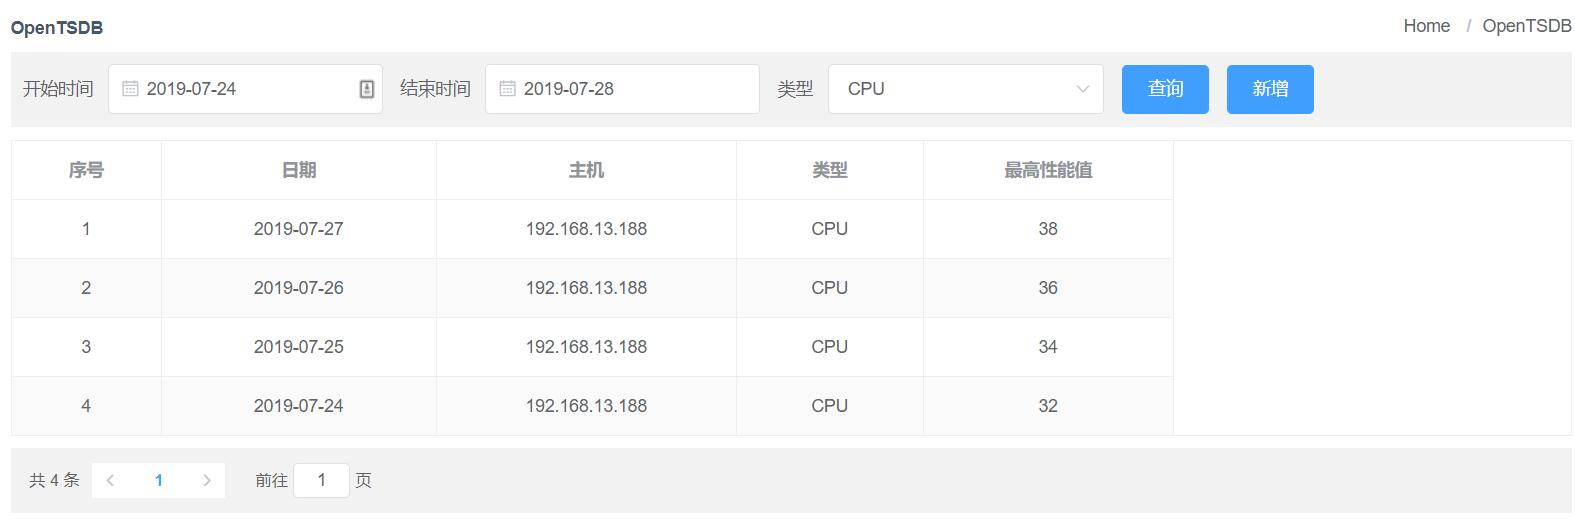 OpenTSDB Home / OpenTSDB
开始时间 2019-07-24 结束时间 2019-07-28 类型 CPU 查询 新增
序号 日期 主机 类型 最高性能值
1 2019-07-27 192.168.13.188 CPU 38
2 2019-07-26 192.168.13.188 CPU 36
3 2019-07-25 192.168.13.188 CPU 34
4 2019-07-24 192.168.13.188 CPU 32
共 4 条 1 前往 1 页